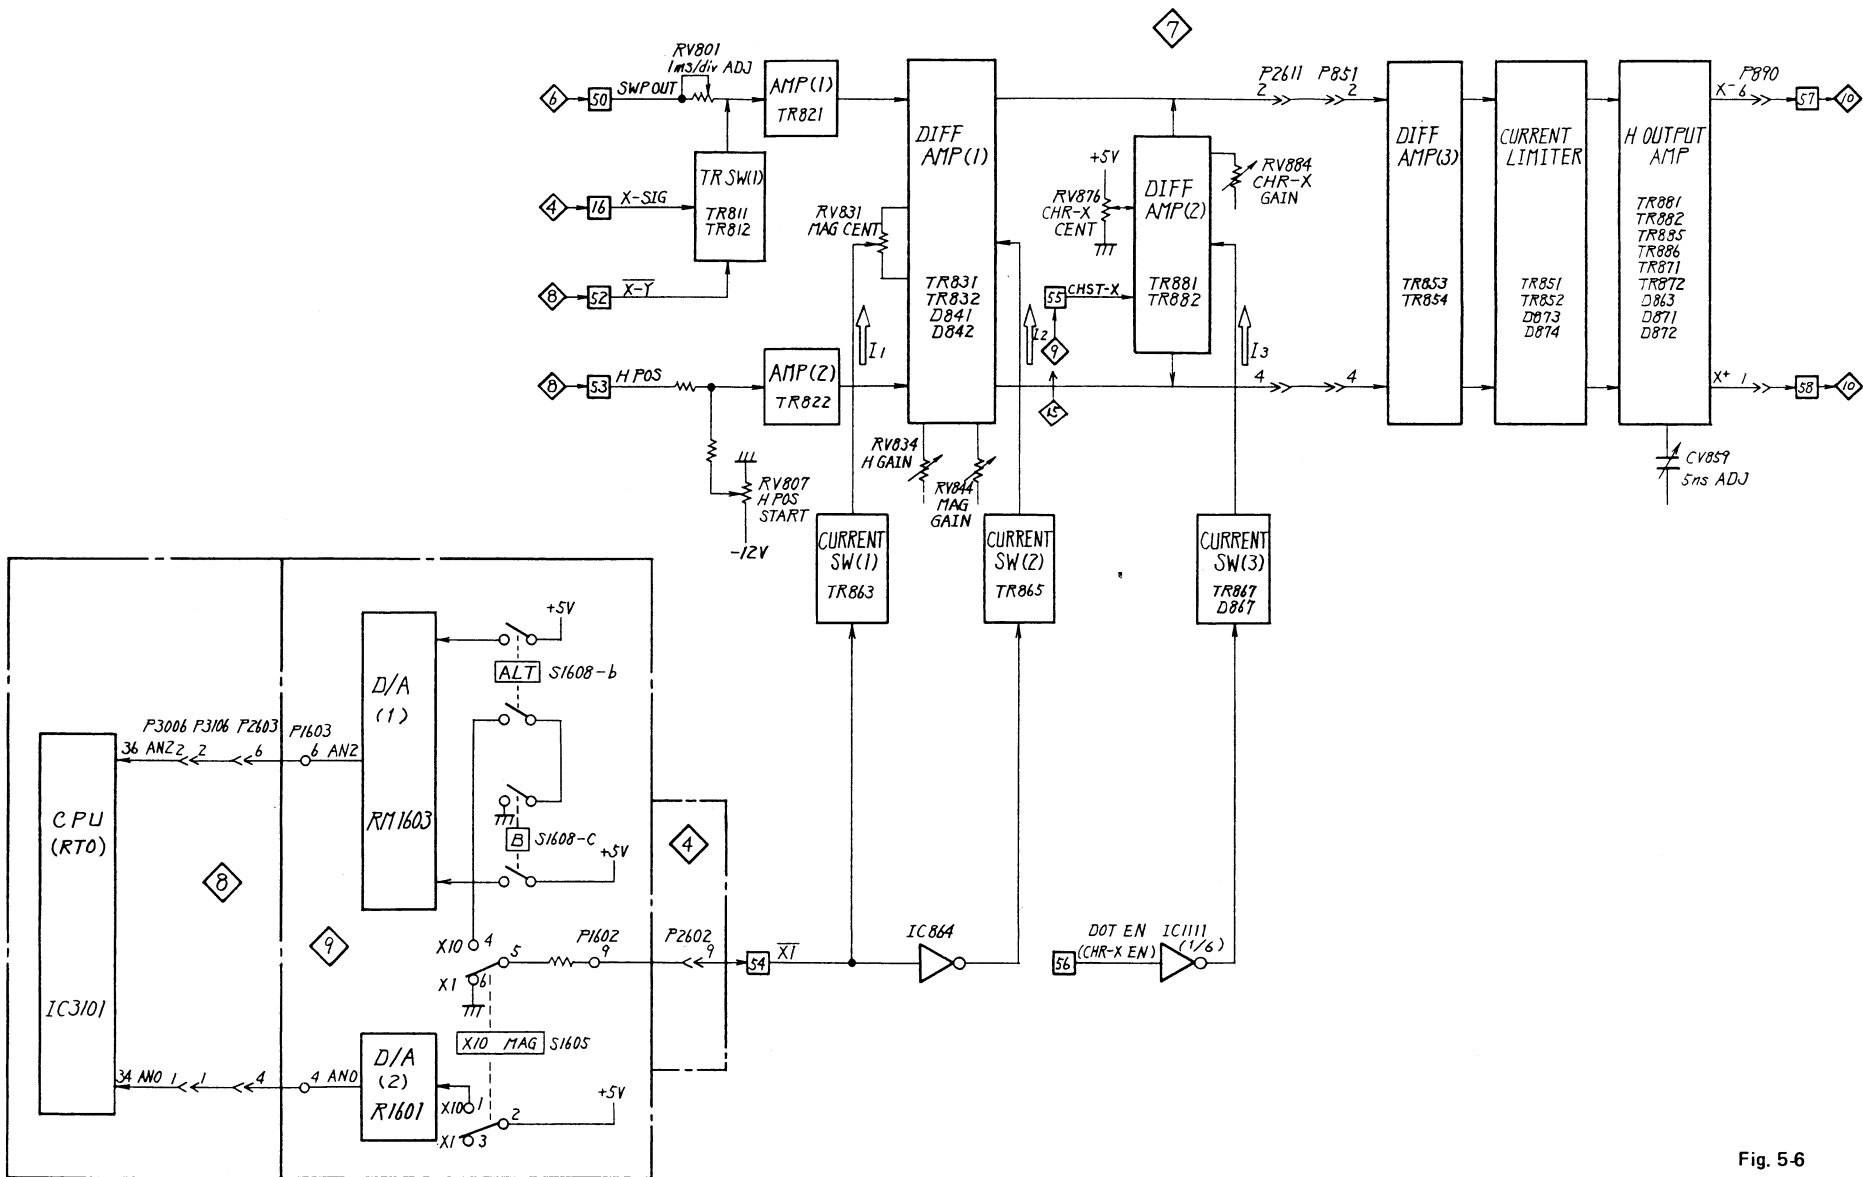 7
RV801
1ms/div ADJ
6
50
SWP OUT
AMP(1)
TR821
P2611
P851
2
2
P890
X- 6
57
10
DIFF
AMP(1)
DIFF
AMP(3)
CURRENT
LIMITER
H OUTPUT
AMP
TR SW(1)
TR811
TR812
4
16
X-SIG
+5V
RV876
CHR-X
CENT
DIFF
AMP(2)
RV884
CHR-X
GAIN
RV831
MAG CENT
TR881
TR882
TR885
TR886
TR871
TR872
D863
D871
D872
8
52
X̅-̅Y̅
TR831
TR832
D841
D842
55
CHST-X
TR881
TR882
TR853
TR854
TR851
TR852
D873
D874
I1
I2
9
15
I3
8
53
H POS
AMP(2)
TR822
4
4
X+ 1
58
10
RV807
H POS
START
-12V
RV834
H GAIN
RV844
MAG
GAIN
CV859
5ns ADJ
CURRENT
SW(1)
TR863
CURRENT
SW(2)
TR865
CURRENT
SW(3)
TR867
D867
+5V
ALT
S1608-b
D/A
(1)
RM1603
P3006 P3106 P2603 P1603
36 AN2 2 2 6 6 AN2
CPU
(RT0)
IC3101
B
S1608-C
+5V
4
8
9
X10 4
5
X1 6
P1602
9
P2602
9
54
X̅1̅
IC864
56
DOT EN
(CHR-X EN)
IC1111
(1/6)
X10 MAG
S1605
34 AN0 1 1 4 4 AN0
D/A
(2)
R1601
X10 1
2
X1 3
+5V
Fig. 5-6